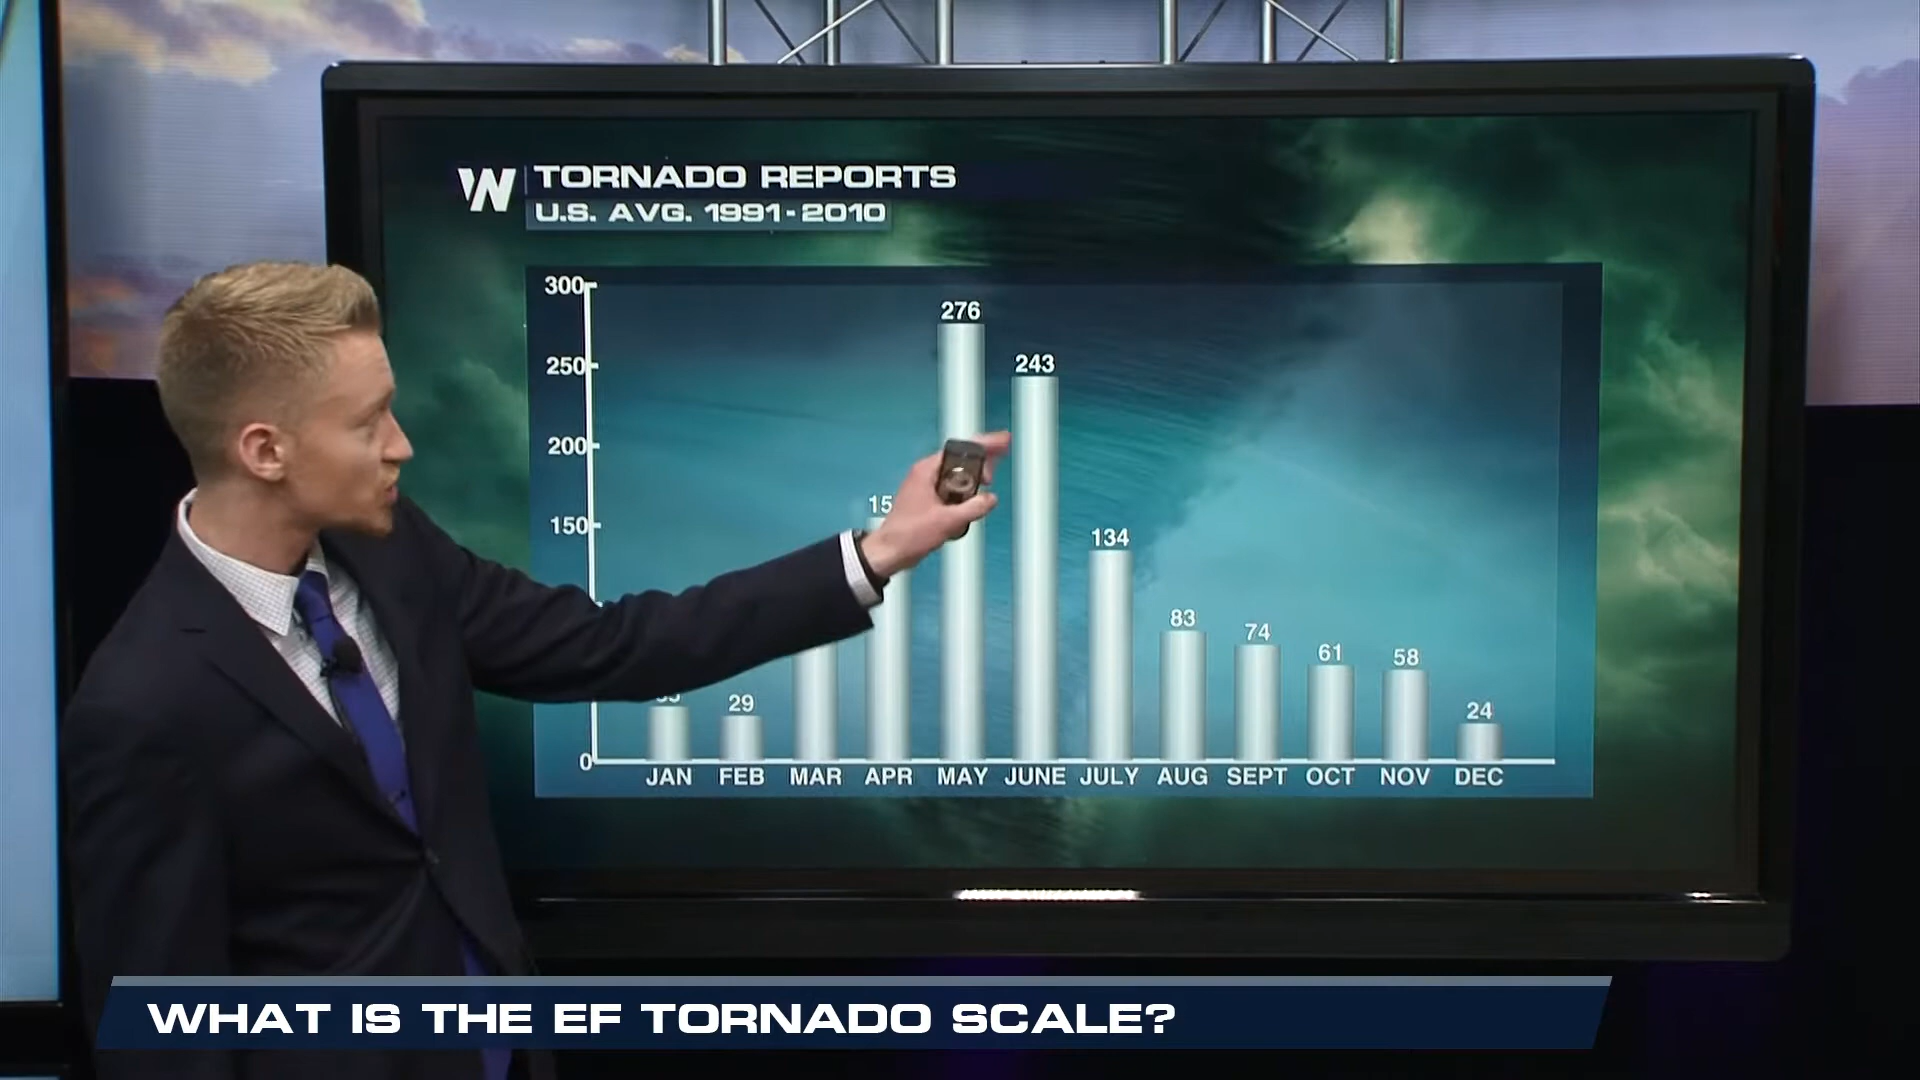 W
TORNADO REPORTS
U.S. AVG. 1991-2010
300
276
250
243
200
150
134
83
74
61
58
29
24
0
JAN FEB MAR APR MAY JUNE JULY AUG SEPT OCT NOV DEC
WHAT IS THE EF TORNADO SCALE?